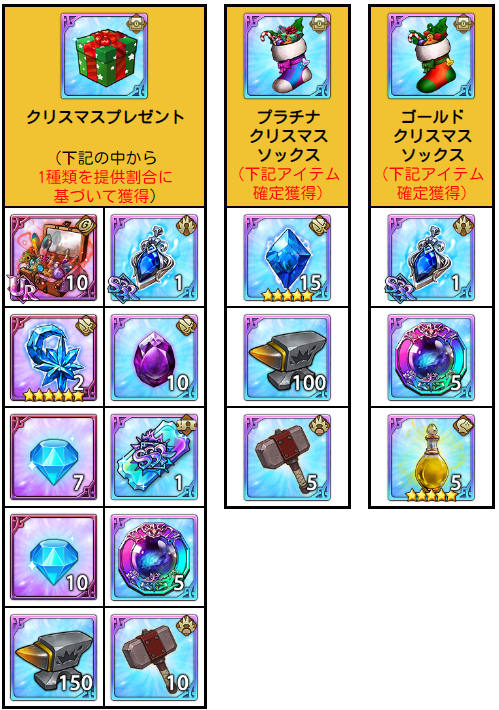 クリスマスプレゼント
(下記の中から
1種類を提供割合に
基づいて獲得)
UR
10
G
SSR
1
2
10
7
SSR
1
10
5
150
10
プラチナ
クリスマス
ソックス
(下記アイテム
確定獲得)
15
100
5
ゴールド
クリスマス
ソックス
(下記アイテム
確定獲得)
SSR
1
5
5